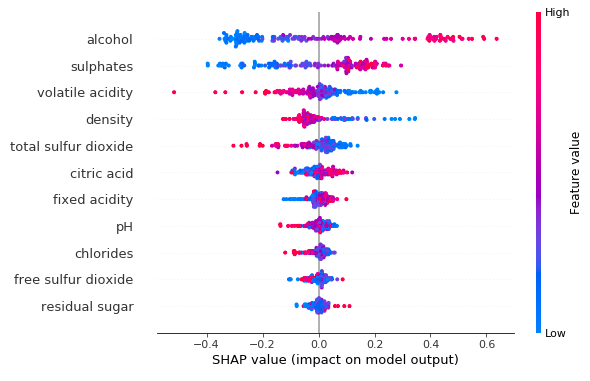 High
alcohol
sulphates
volatile acidity
density
total sulfur dioxide
citric acid
fixed acidity
pH
chlorides
free sulfur dioxide
residual sugar
Feature value
Low
−0.4 −0.2 0.0 0.2 0.4 0.6
SHAP value (impact on model output)